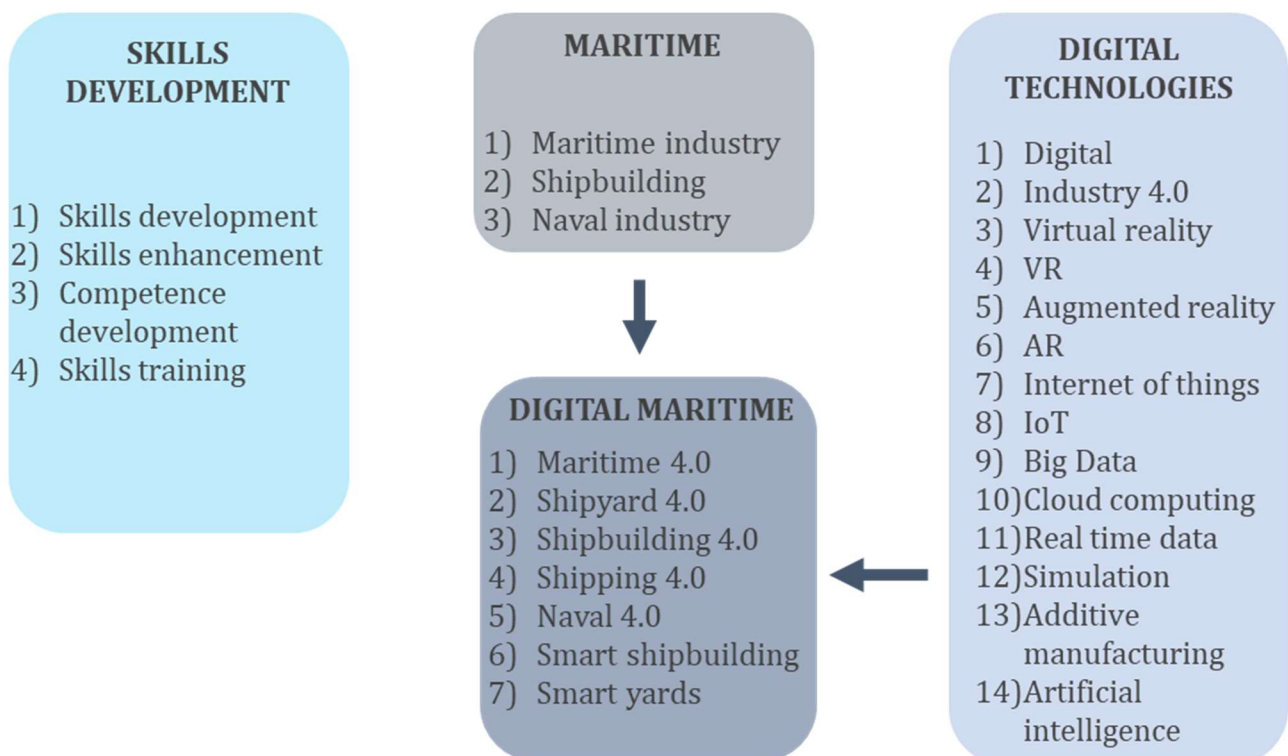 SKILLS
DEVELOPMENT
1) Skills development
2) Skills enhancement
3) Competence
development
4) Skills training
MARITIME
1) Maritime industry
2) Shipbuilding
3) Naval industry
DIGITAL MARITIME
1) Maritime 4.0
2) Shipyard 4.0
3) Shipbuilding 4.0
4) Shipping 4.0
5) Naval 4.0
6) Smart shipbuilding
7) Smart yards
DIGITAL
TECHNOLOGIES
1) Digital
2) Industry 4.0
3) Virtual reality
4) VR
5) Augmented reality
6) AR
7) Internet of things
8) IoT
9) Big Data
10)Cloud computing
11)Real time data
12)Simulation
13)Additive
manufacturing
14)Artificial
intelligence